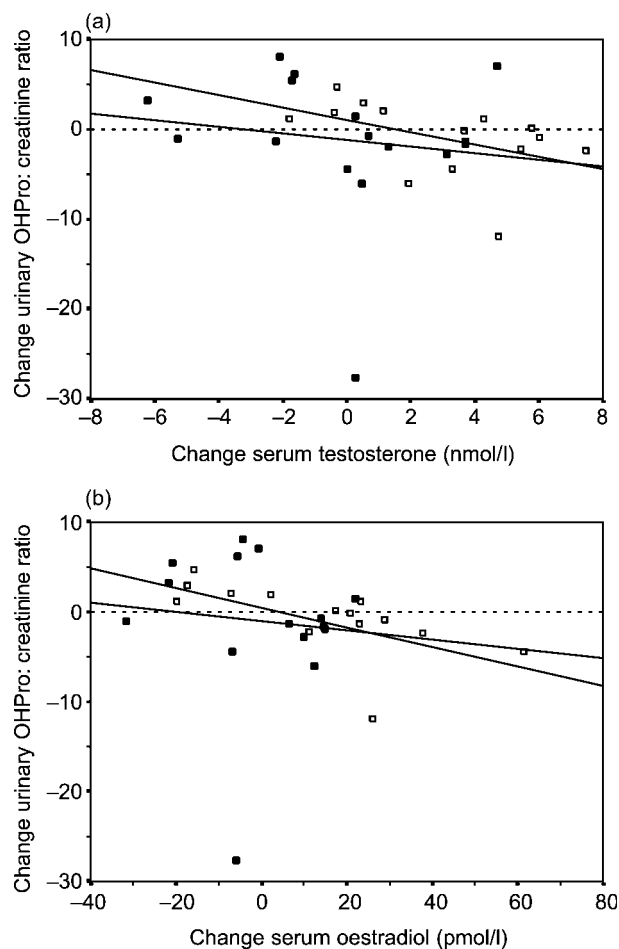 (a)
Change urinary OHPro: creatinine ratio
10
0
–10
–20
–30
–8 –6 –4 –2 0 2 4 6 8
Change serum testosterone (nmol/l)
(b)
Change urinary OHPro: creatinine ratio
10
0
–10
–20
–30
–40 –20 0 20 40 60 80
Change serum oestradiol (pmol/l)